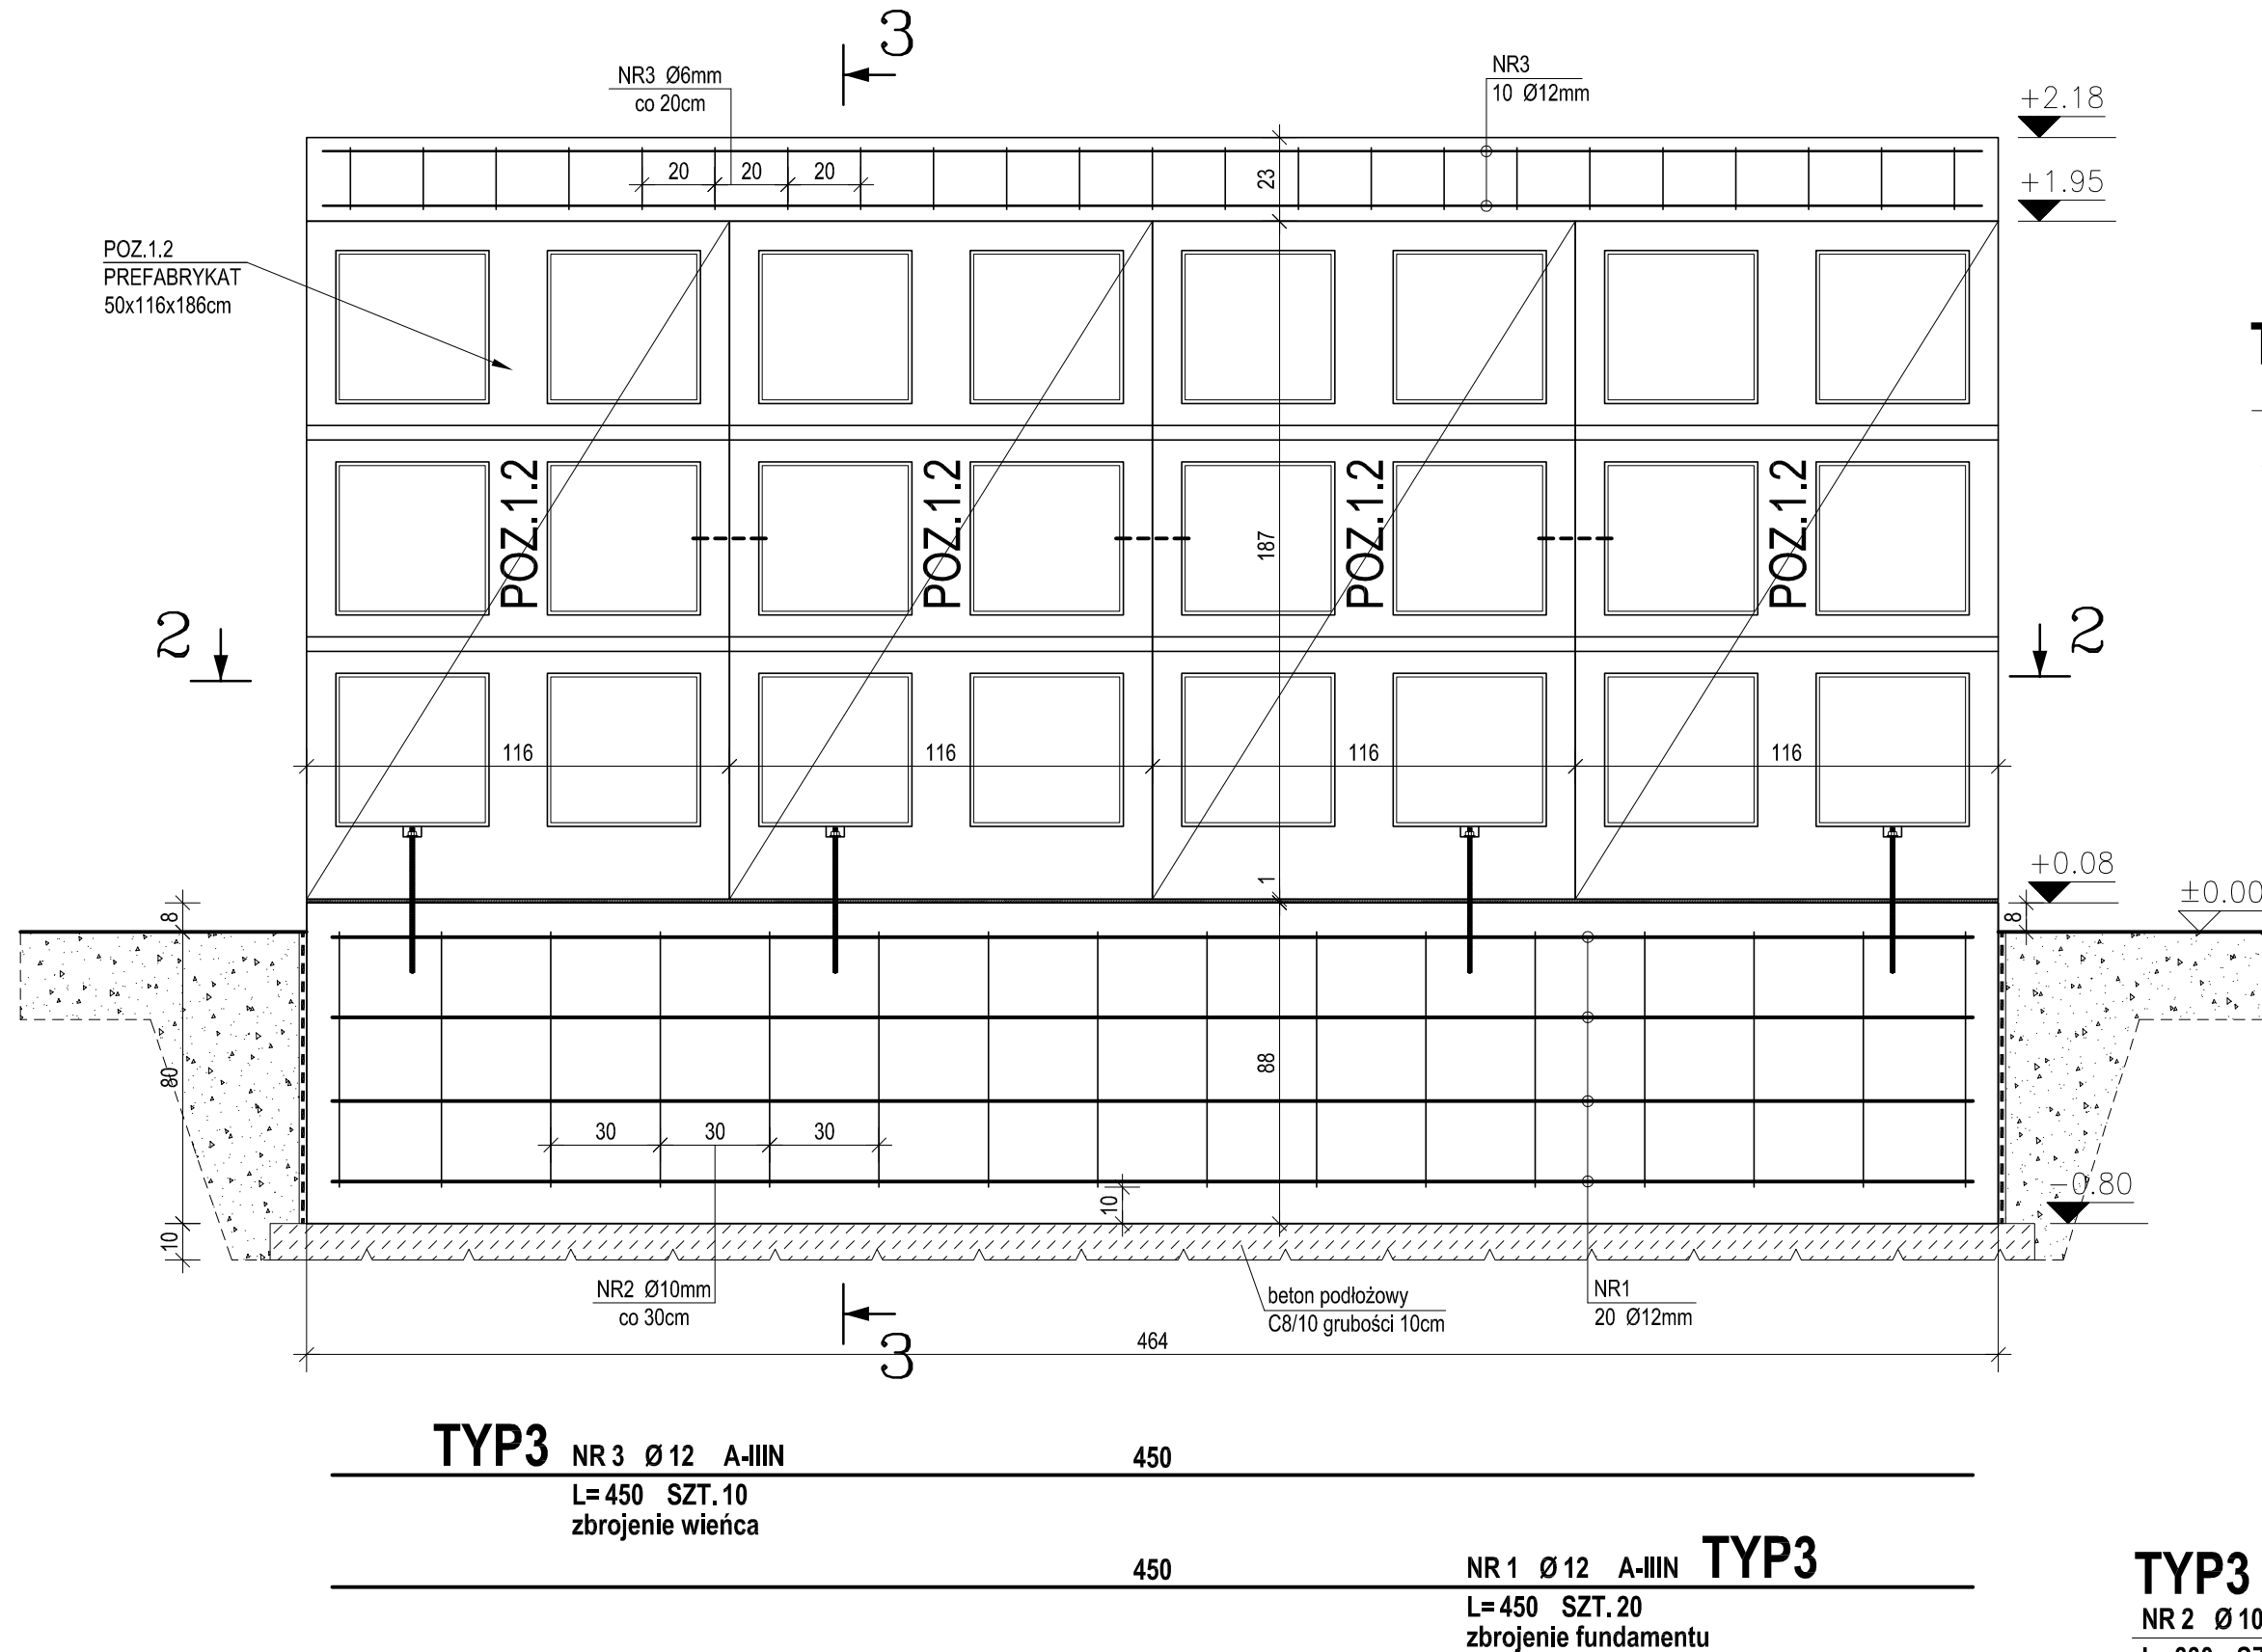 3
NR3 Ø6mm
co 20cm
NR3
10 Ø12mm
+2.18
20 20 20
23
+1.95
POZ.1.2
PREFABRYKAT
50x116x186cm
POZ.1.2 POZ.1.2 POZ.1.2 POZ.1.2
187
2 2
116 116 116 116
1
+0.08
±0.00
8
8
80
88
30 30 30
10
-0.80
10
NR2 Ø10mm
co 30cm
beton podłożowy
C8/10 grubości 10cm
NR1
20 Ø12mm
3
464
TYP3 NR 3 Ø 12 A-IIIN 450
L= 450 SZT. 10
zbrojenie wieńca
450 NR 1 Ø 12 A-IIIN TYP3
L= 450 SZT. 20
zbrojenie fundamentu
TYP3
NR 2 Ø 10